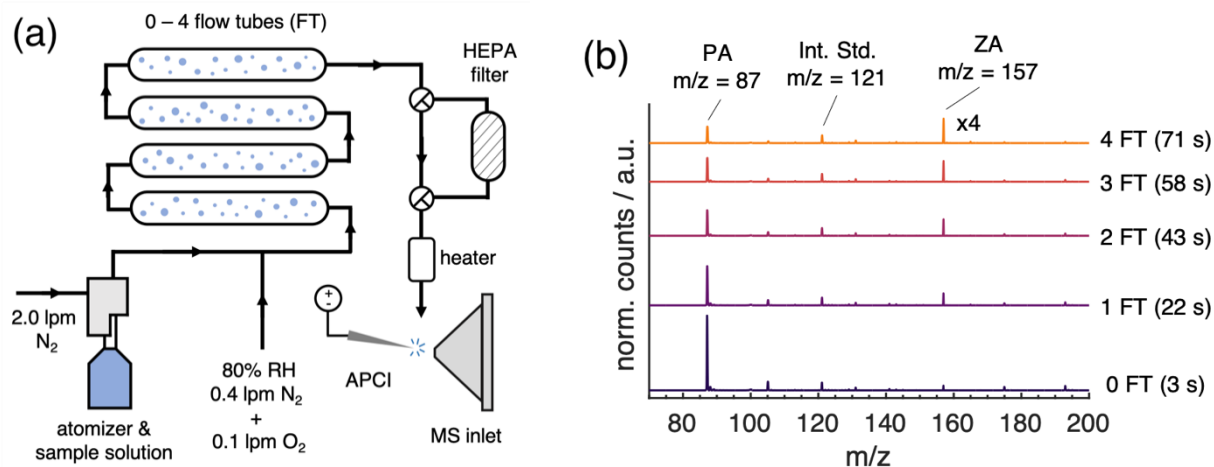 (a)
0 – 4 flow tubes (FT)
HEPA
filter
heater
2.0 lpm
N₂
80% RH
0.4 lpm N₂
+
0.1 lpm O₂
atomizer &
sample solution
+
-
APCI
MS inlet
(b)
PA
m/z = 87
Int. Std.
m/z = 121
ZA
m/z = 157
x4
4 FT (71 s)
3 FT (58 s)
2 FT (43 s)
1 FT (22 s)
0 FT (3 s)
norm. counts / a.u.
80 100 120 140 160 180 200
m/z